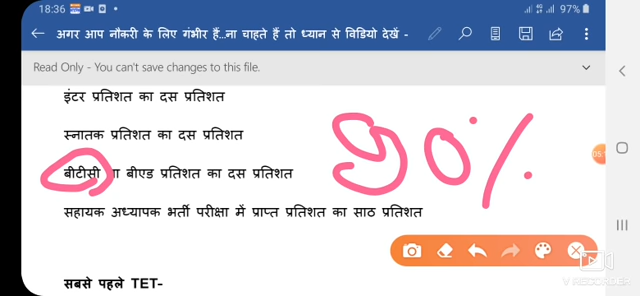 18:36 97%
अगर आप नौकरी के लिए गंभीर हैं...ना चाहते हैं तो ध्यान से विडियो देखें -
Read Only - You can't save changes to this file.
इंटर प्रतिशत का दस प्रतिशत
स्नातक प्रतिशत का दस प्रतिशत
बीटीसी या बीएड प्रतिशत का दस प्रतिशत
90%
सहायक अध्यापक भर्ती परीक्षा में प्राप्त प्रतिशत का साठ प्रतिशत
सबसे पहले TET-
V RECORDER